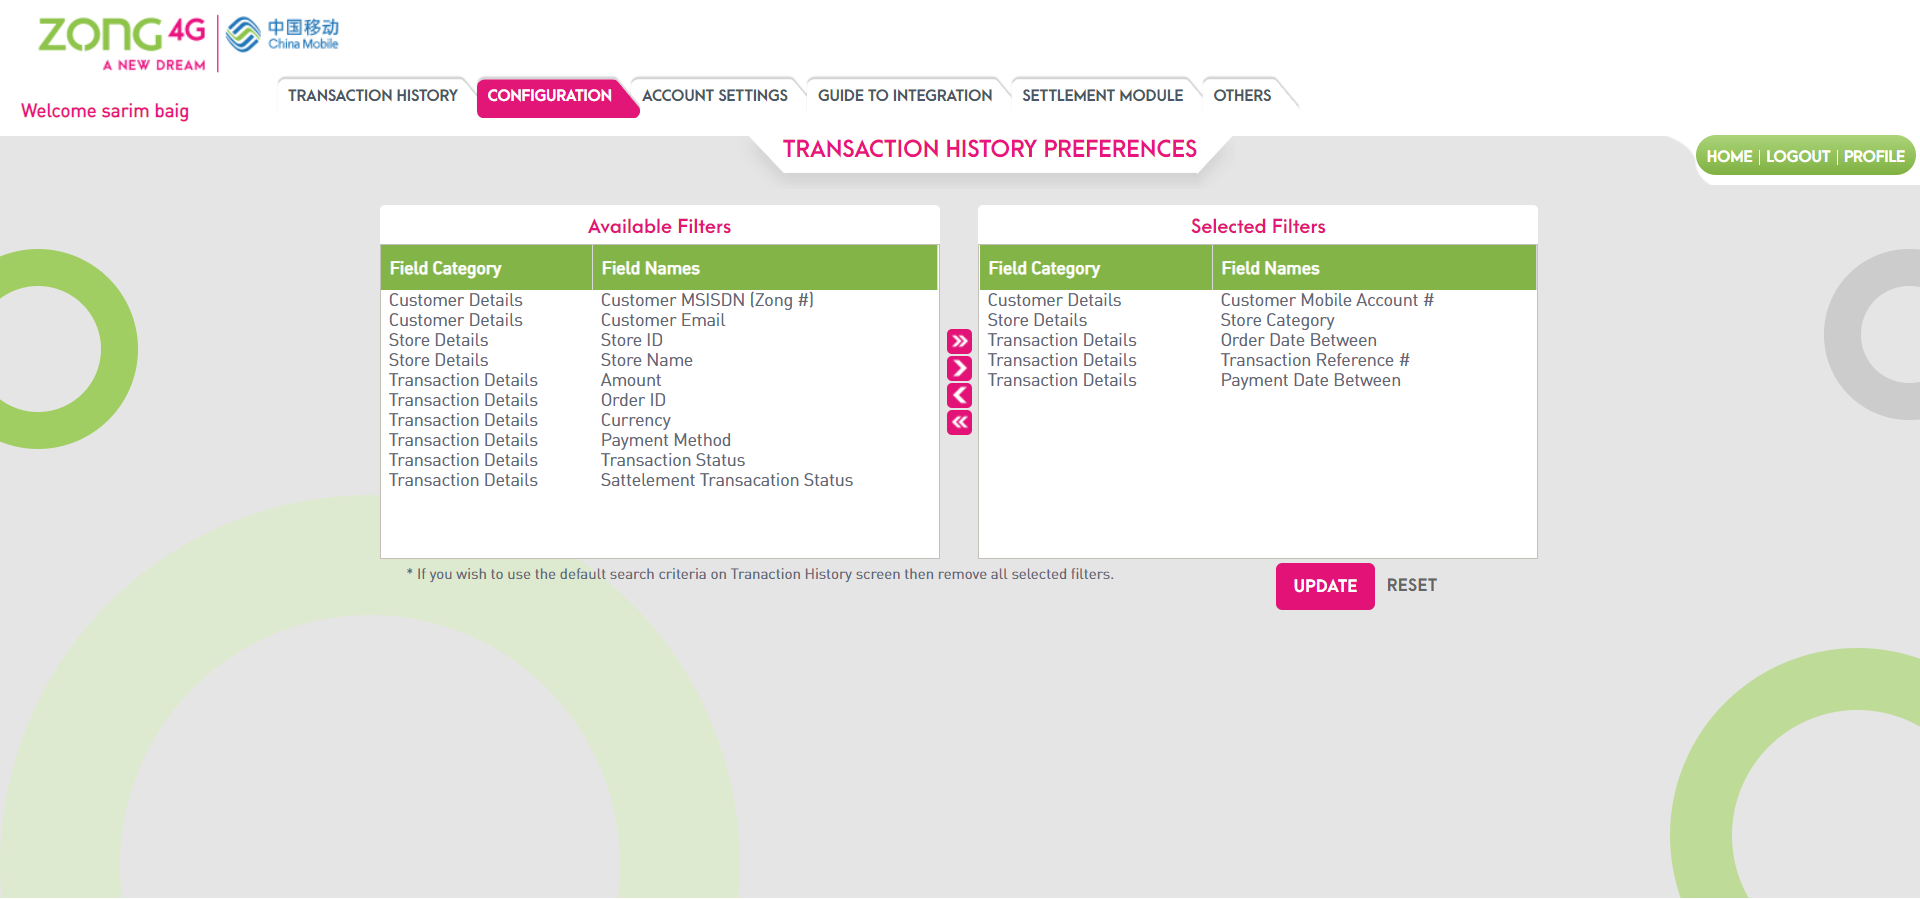 ZONG 4G
A NEW DREAM
中国移动
China Mobile
Welcome sarim baig
TRANSACTION HISTORY
CONFIGURATION
ACCOUNT SETTINGS
GUIDE TO INTEGRATION
SETTLEMENT MODULE
OTHERS
TRANSACTION HISTORY PREFERENCES
HOME | LOGOUT | PROFILE
Available Filters
Field Category Field Names
Customer Details Customer MSISDN (Zong #)
Customer Details Customer Email
Store Details Store ID
Store Details Store Name
Transaction Details Amount
Transaction Details Order ID
Transaction Details Currency
Transaction Details Payment Method
Transaction Details Transaction Status
Transaction Details Sattelement Transacation Status
Selected Filters
Field Category Field Names
Customer Details Customer Mobile Account #
Store Details Store Category
Transaction Details Order Date Between
Transaction Details Transaction Reference #
Transaction Details Payment Date Between
* If you wish to use the default search criteria on Tranaction History screen then remove all selected filters.
UPDATE
RESET